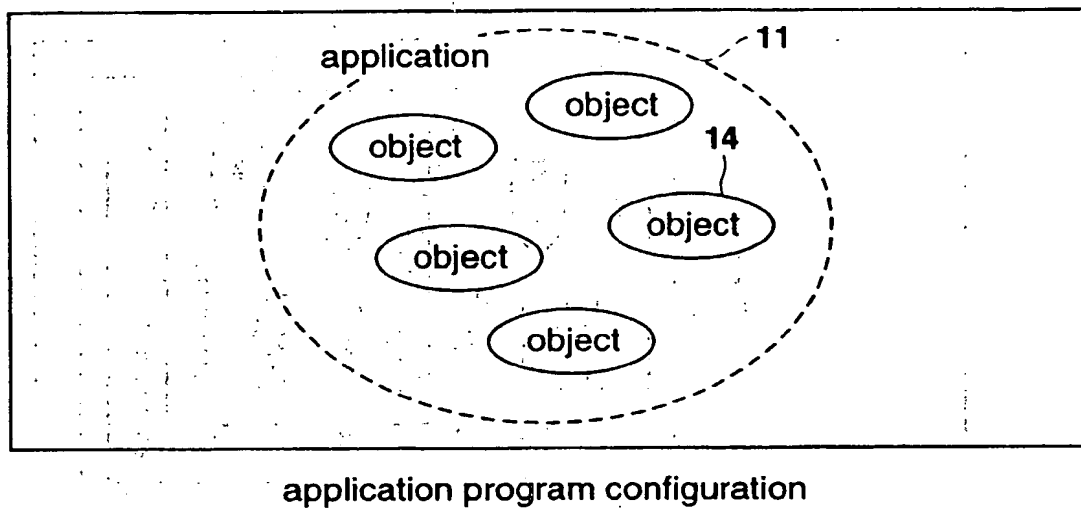 11
application
object
object
14
object
object
object
application program configuration